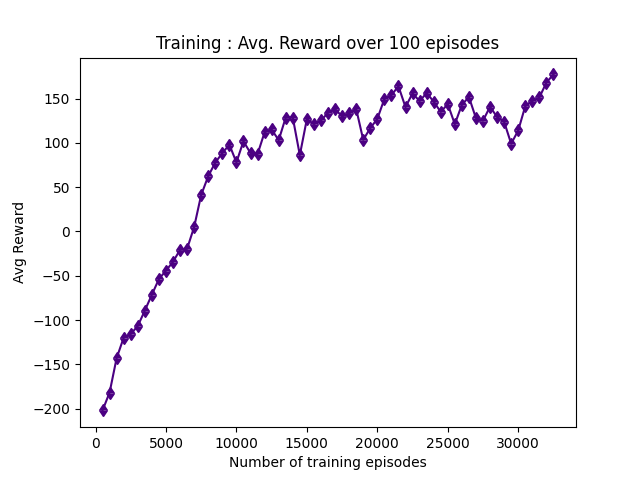 Training : Avg. Reward over 100 episodes
150
100
50
0
−50
−100
−150
−200
Avg Reward
0 5000 10000 15000 20000 25000 30000
Number of training episodes